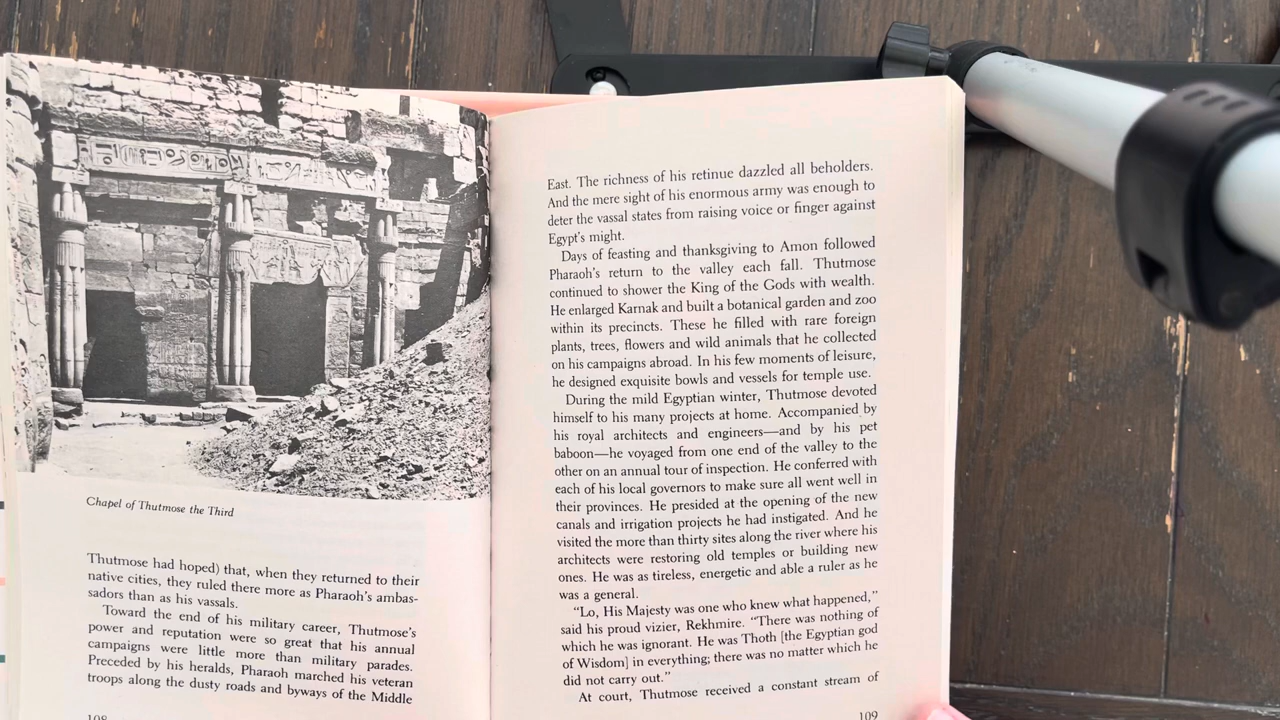 Chapel of Thutmose the Third
Thutmose had hoped) that, when they returned to their
native cities, they ruled there more as Pharaoh's ambas-
sadors than as his vassals.
Toward the end of his military career, Thutmose's
power and reputation were so great that his annual
campaigns were little more than military parades.
Preceded by his heralds, Pharaoh marched his veteran
troops along the dusty roads and byways of the Middle
108
East. The richness of his retinue dazzled all beholders.
And the mere sight of his enormous army was enough to
deter the vassal states from raising voice or finger against
Egypt's might.
Days of feasting and thanksgiving to Amon followed
Pharaoh's return to the valley each fall. Thutmose
continued to shower the King of the Gods with wealth.
He enlarged Karnak and built a botanical garden and zoo
within its precincts. These he filled with rare foreign
plants, trees, flowers and wild animals that he collected
on his campaigns abroad. In his few moments of leisure,
he designed exquisite bowls and vessels for temple use.
During the mild Egyptian winter, Thutmose devoted
himself to his many projects at home. Accompanied by
his royal architects and engineers—and by his pet
baboon—he voyaged from one end of the valley to the
other on an annual tour of inspection. He conferred with
each of his local governors to make sure all went well in
their provinces. He presided at the opening of the new
canals and irrigation projects he had instigated. And he
visited the more than thirty sites along the river where his
architects were restoring old temples or building new
ones. He was as tireless, energetic and able a ruler as he
was a general.
"Lo, His Majesty was one who knew what happened,"
said his proud vizier, Rekhmire. "There was nothing of
which he was ignorant. He was Thoth [the Egyptian god
of Wisdom] in everything; there was no matter which he
did not carry out."
At court, Thutmose received a constant stream of
109